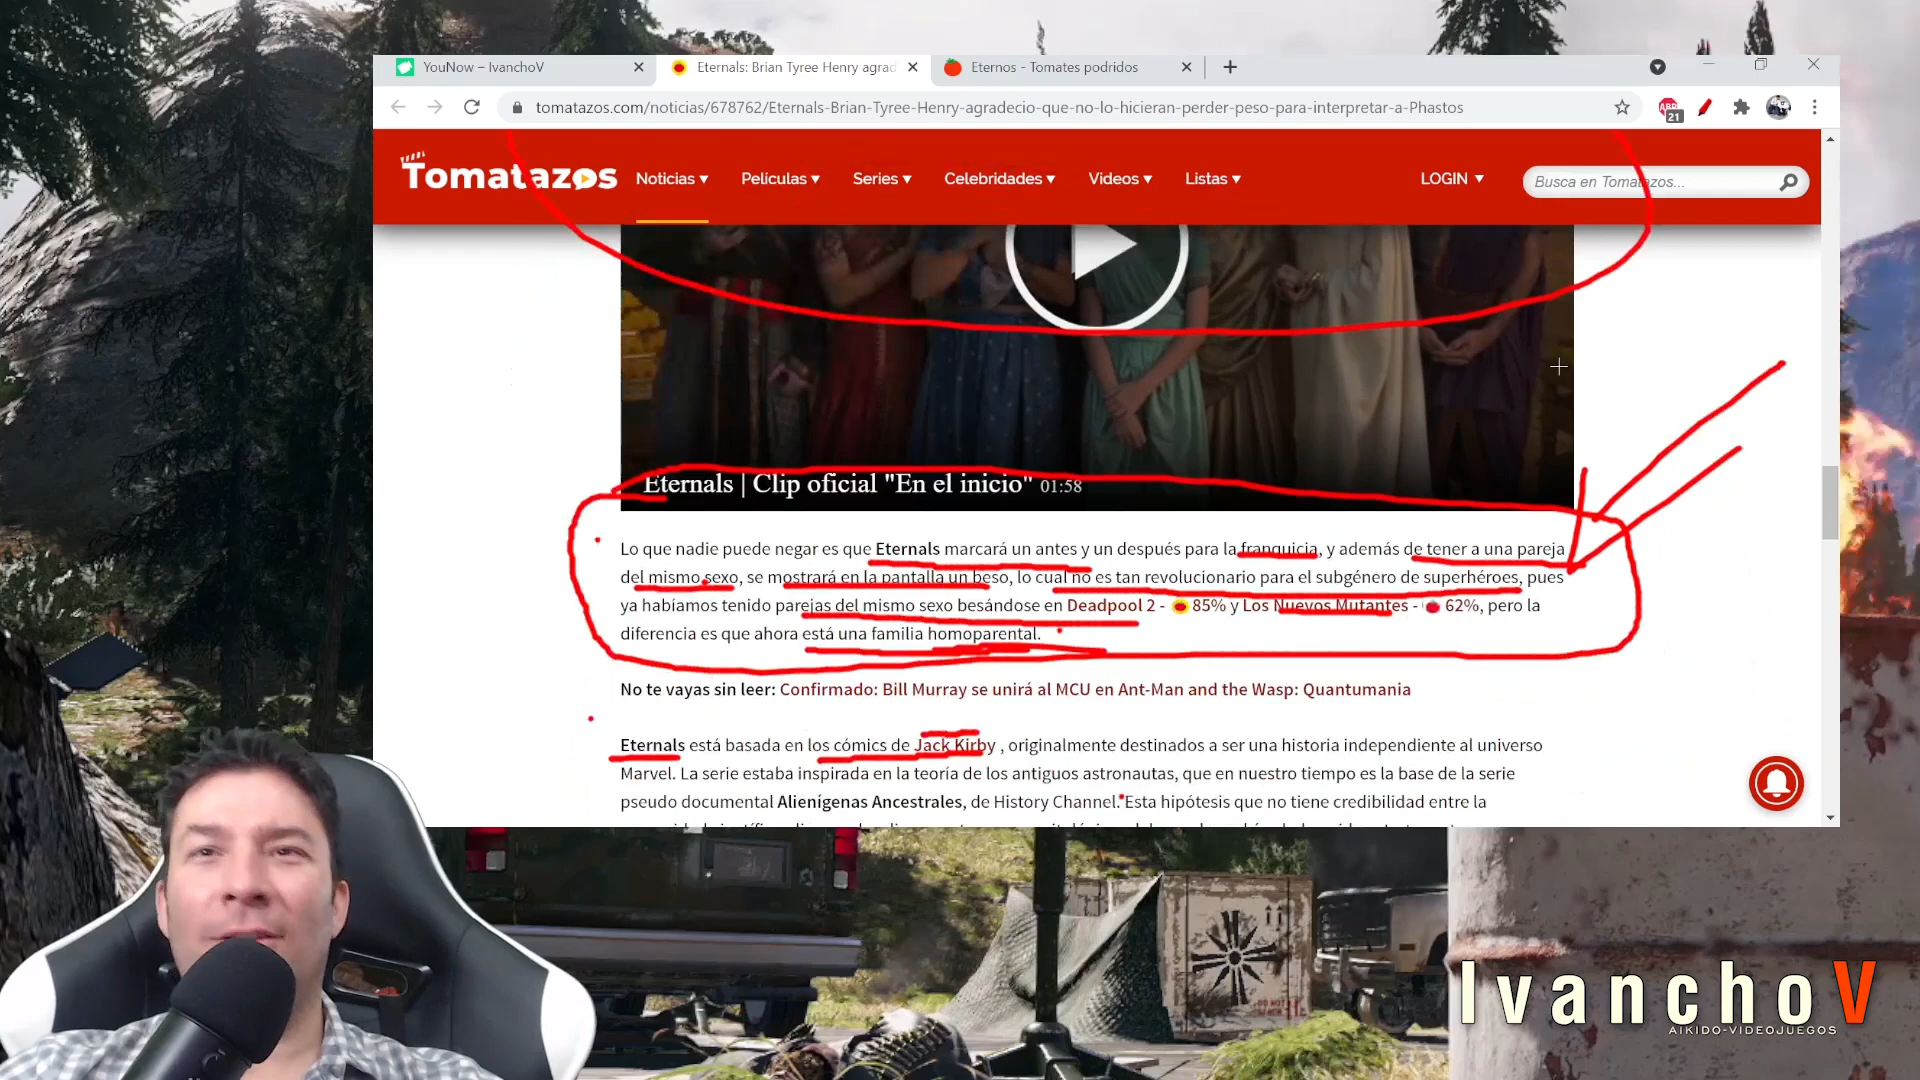 YouNow – IvanchoV
Eternals: Brian Tyree Henry agrad
Eternos - Tomates podridos
tomatazos.com/noticias/678762/Eternals-Brian-Tyree-Henry-agradecio-que-no-lo-hicieran-perder-peso-para-interpretar-a-Phastos
21
Tomatazos
Noticias
Películas
Series
Celebridades
Videos
Listas
LOGIN
Busca en Tomatazos...
Eternals | Clip oficial "En el inicio" 01:58
Lo que nadie puede negar es que Eternals marcará un antes y un después para la franquicia, y además de tener a una pareja
del mismo sexo, se mostrará en la pantalla un beso, lo cual no es tan revolucionario para el subgénero de superhéroes, pues
ya habíamos tenido parejas del mismo sexo besándose en Deadpool 2 - 85% y Los Nuevos Mutantes - 62%, pero la
diferencia es que ahora está una familia homoparental.
No te vayas sin leer: Confirmado: Bill Murray se unirá al MCU en Ant-Man and the Wasp: Quantumania
Eternals está basada en los cómics de Jack Kirby , originalmente destinados a ser una historia independiente al universo
Marvel. La serie estaba inspirada en la teoría de los antiguos astronautas, que en nuestro tiempo es la base de la serie
pseudo documental Alienígenas Ancestrales, de History Channel. Esta hipótesis que no tiene credibilidad entre la
IvanchoV
AIKIDO-VIDEOJUEGOS